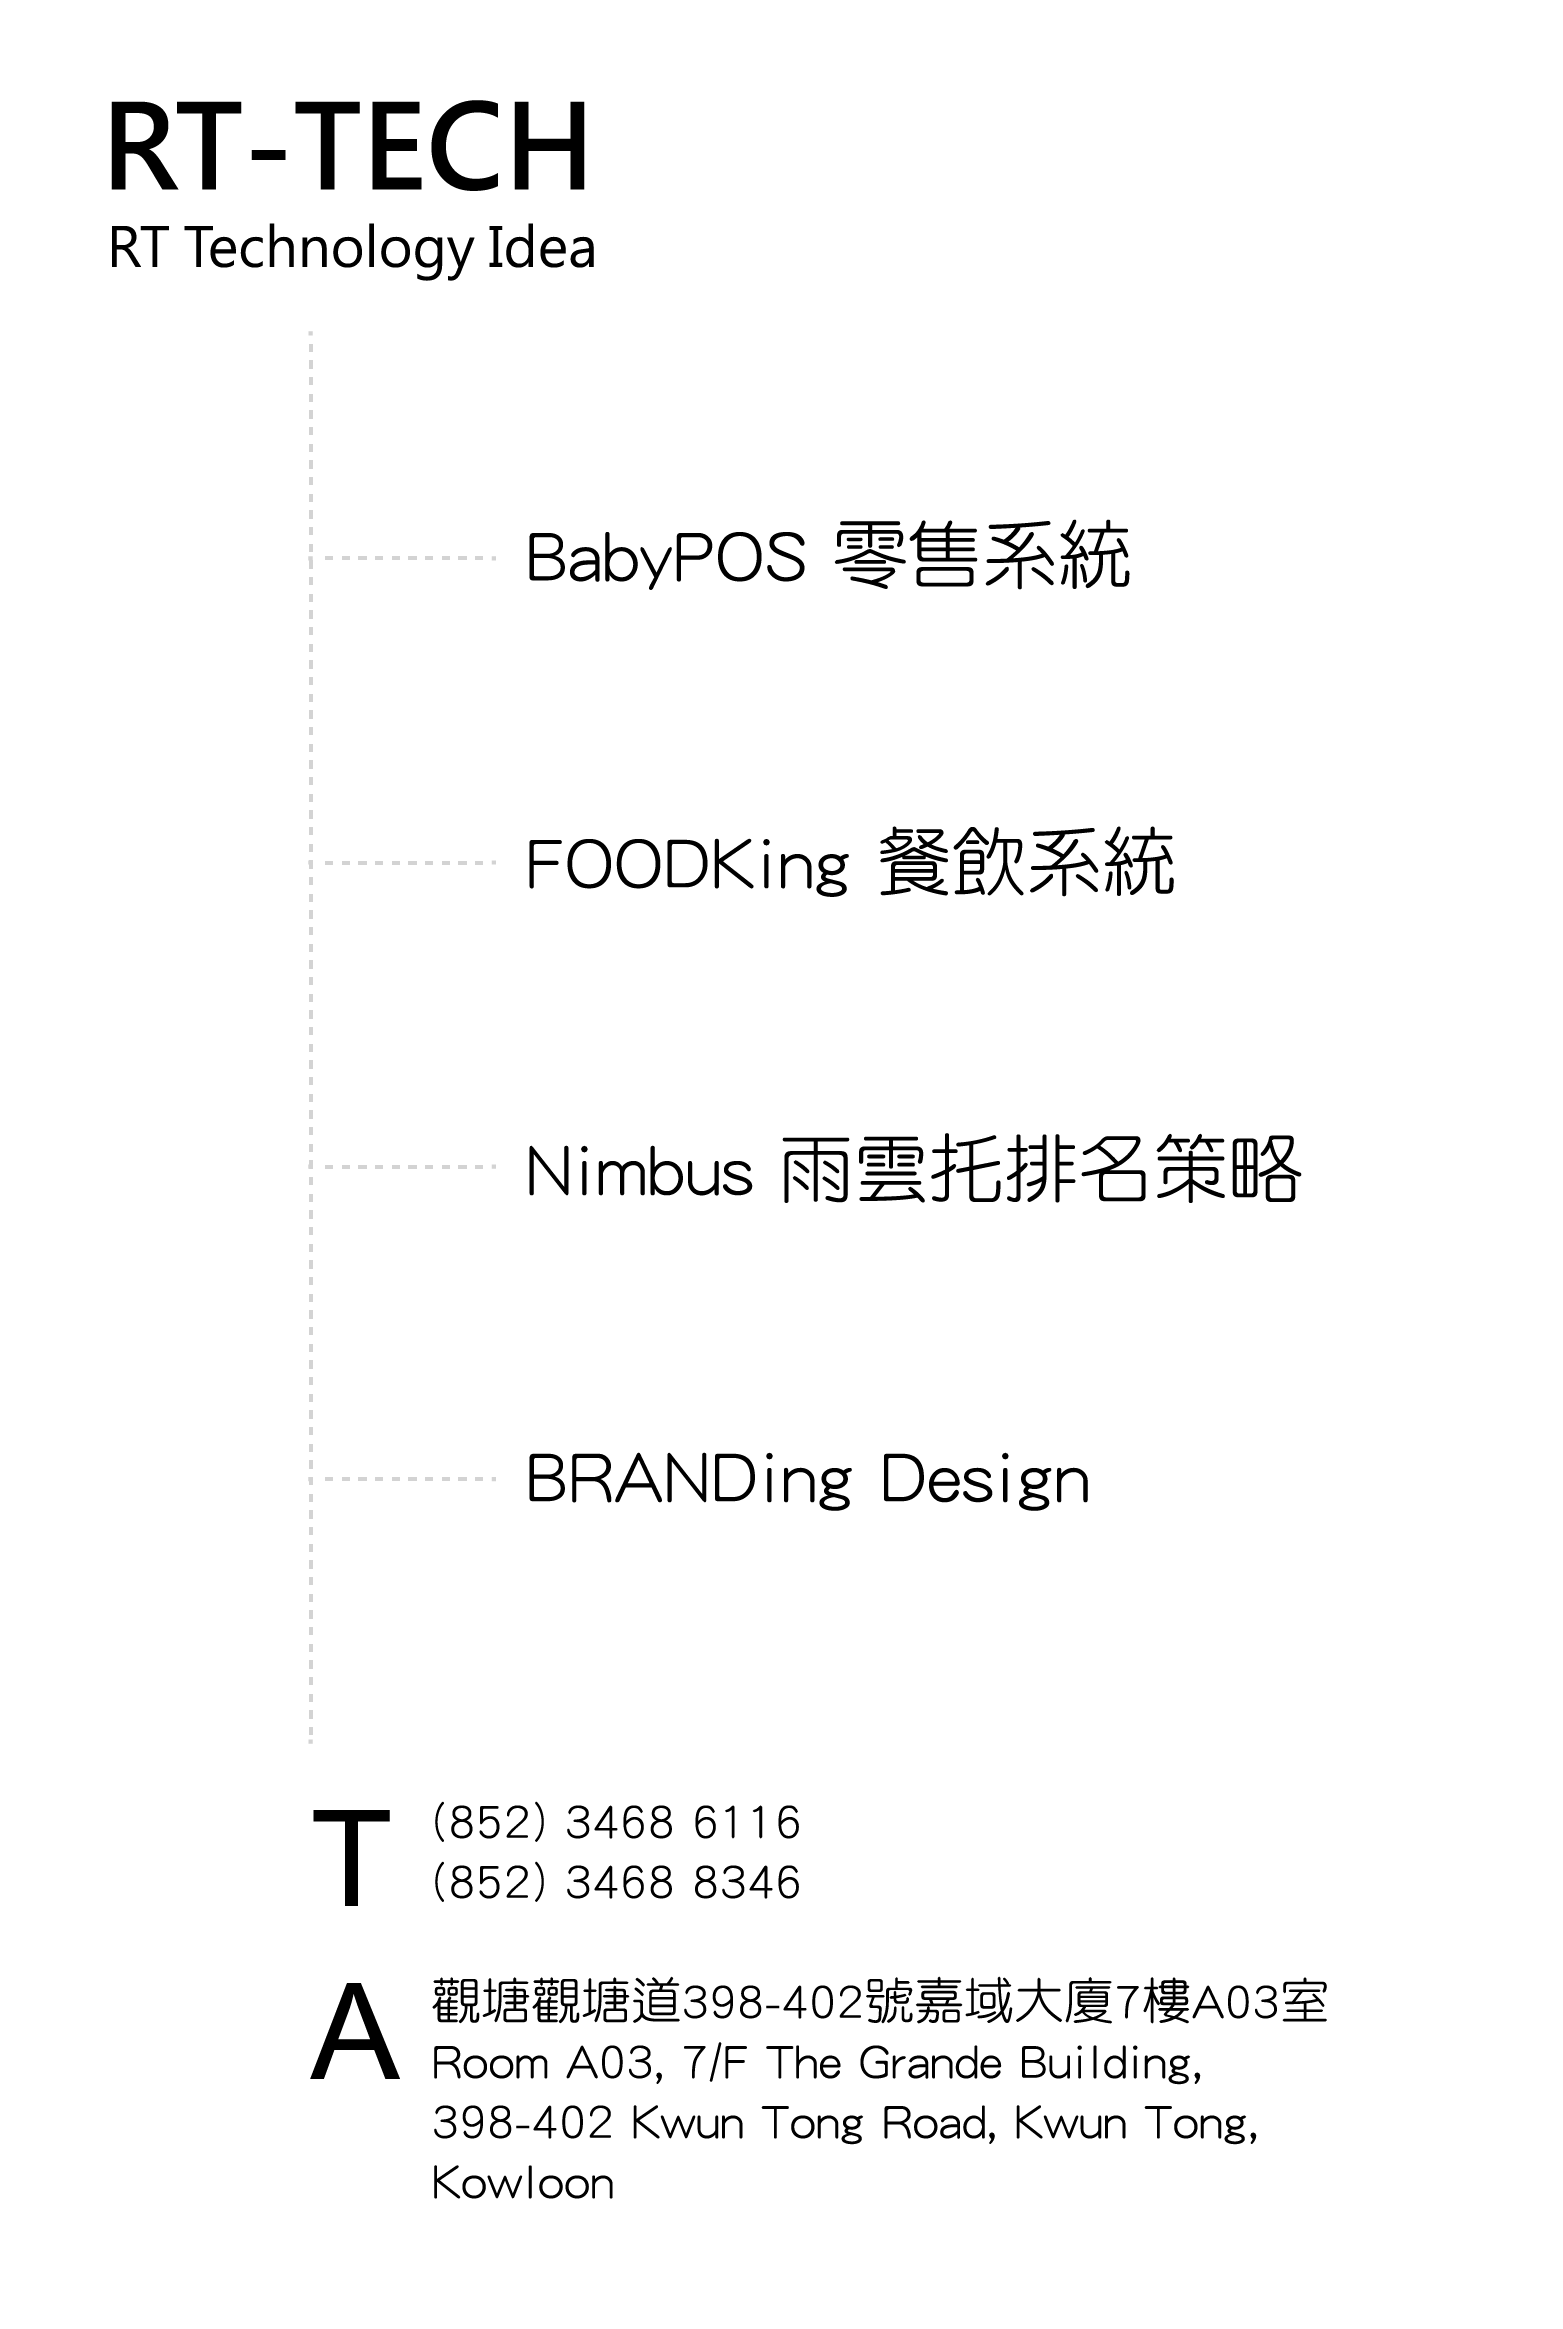 RT-TECH
RT Technology Idea
BabyPOS 零售系統
FOODKing 餐飲系統
Nimbus 雨雲托排名策略
BRANDing Design
T
(852) 3468 6116
(852) 3468 8346
A
觀塘觀塘道398-402號嘉域大廈7樓A03室
Room A03, 7/F The Grande Building,
398-402 Kwun Tong Road, Kwun Tong,
Kowloon